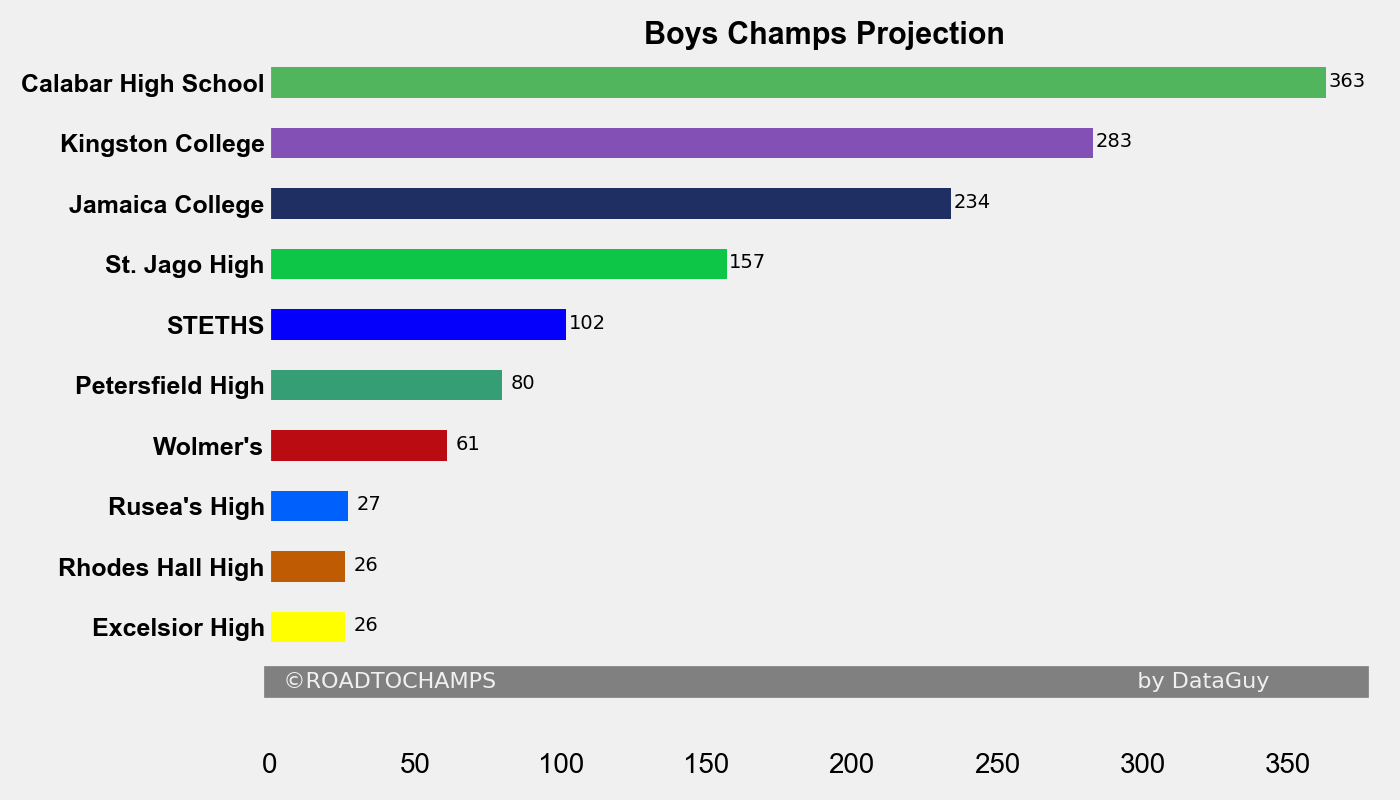 Boys Champs Projection
Calabar High School 363
Kingston College 283
Jamaica College 234
St. Jago High 157
STETHS 102
Petersfield High 80
Wolmer's 61
Rusea's High 27
Rhodes Hall High 26
Excelsior High 26
©ROADTOCHAMPS by DataGuy
0 50 100 150 200 250 300 350